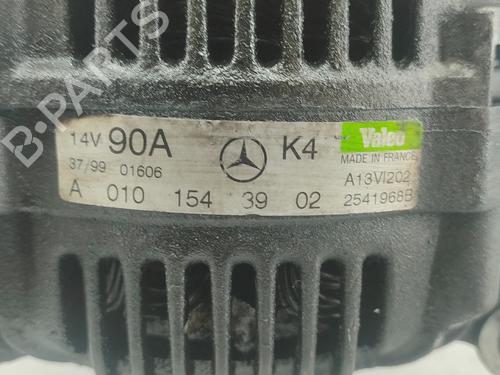 B-PARTS
14V 90A K4 Valeo
37/99 01606 MADE IN FRANCE
A 010 154 39 02 A13VI202
2541968B